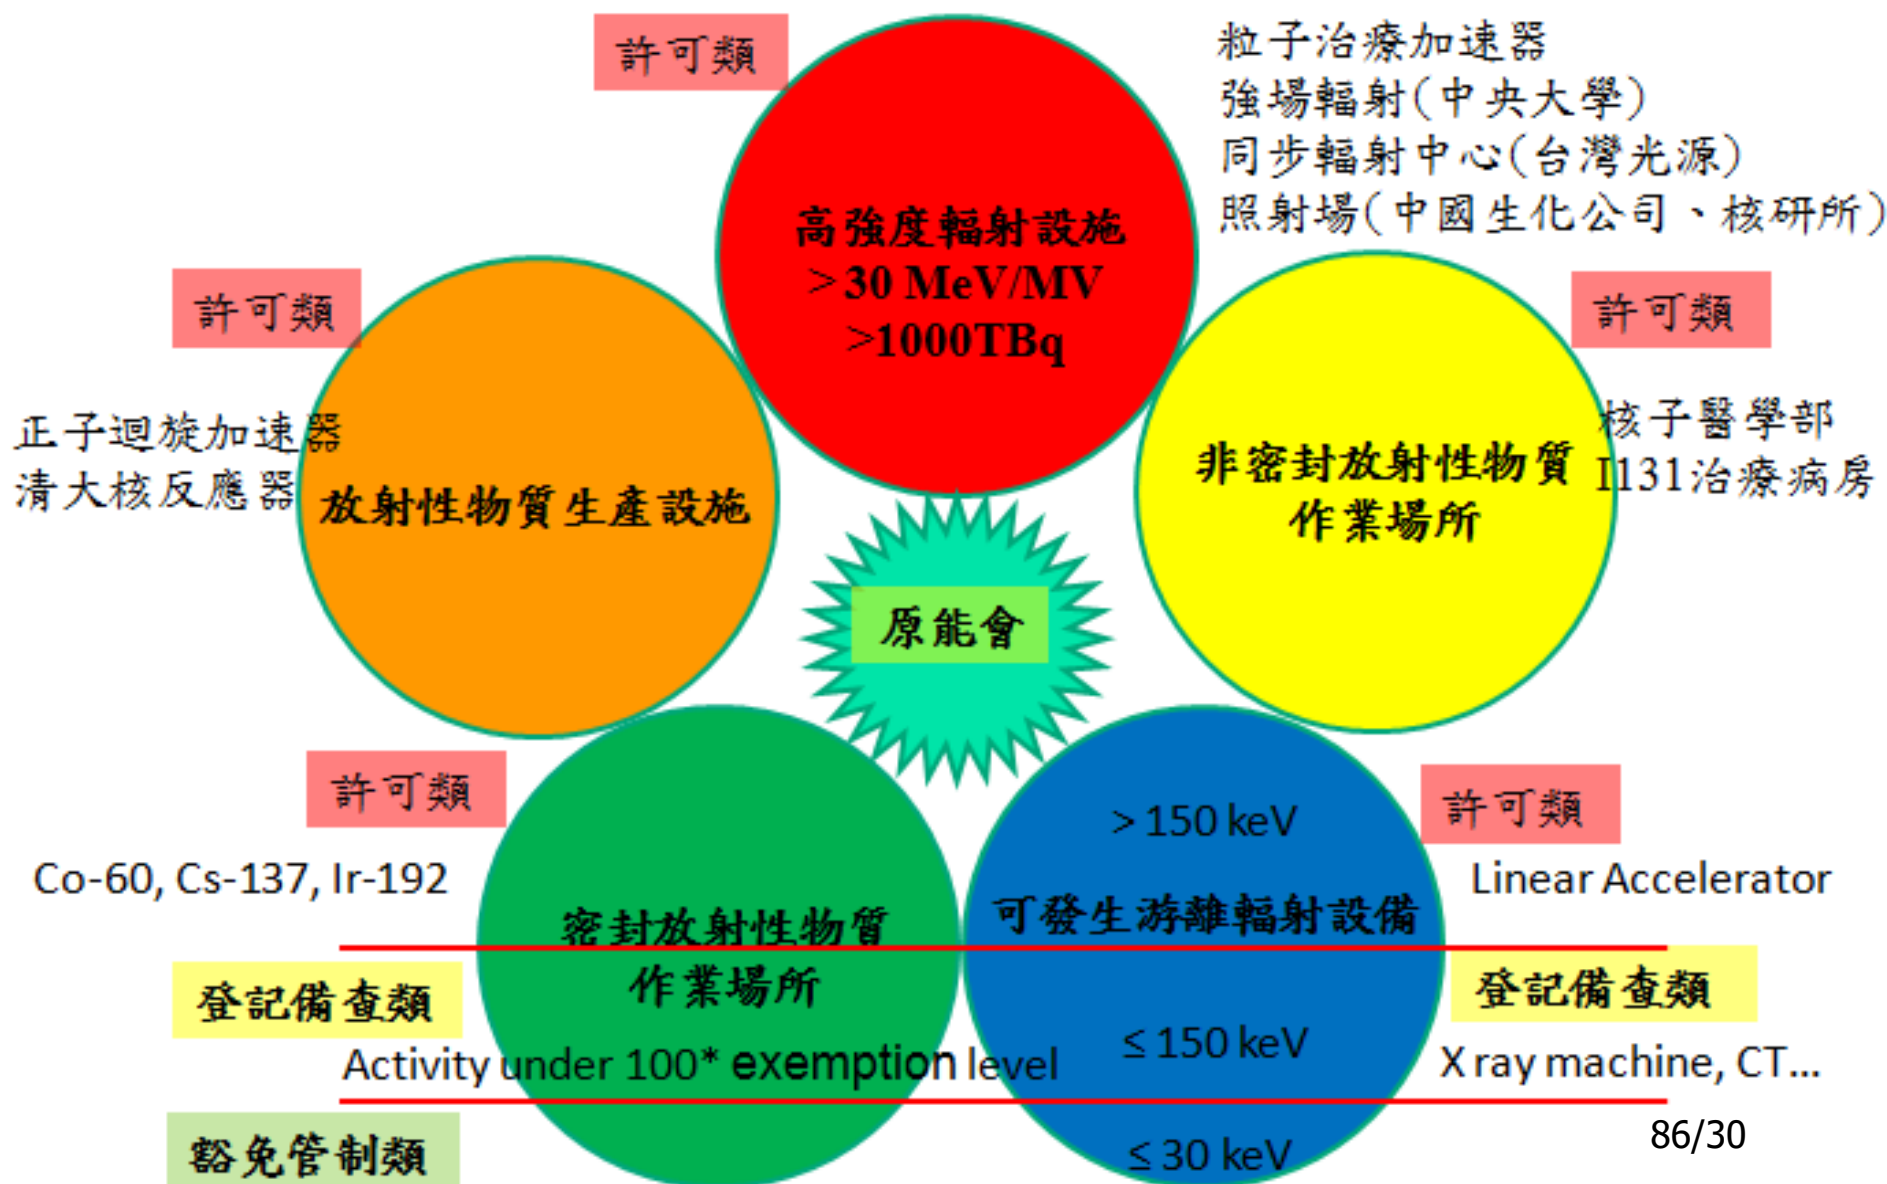 許可類
粒子治療加速器
強場輻射(中央大學)
同步輻射中心(台灣光源)
照射場(中國生化公司、核研所)
高強度輻射設施
> 30 MeV/MV
>1000TBq
許可類
正子迴旋加速器
清大核反應器
放射性物質生產設施
許可類
核子醫學部
I131治療病房
非密封放射性物質
作業場所
原能會
許可類
Co-60, Cs-137, Ir-192
密封放射性物質
作業場所
登記備查類
Activity under 100* exemption level
豁免管制類
> 150 keV
可發生游離輻射設備
≤ 150 keV
≤ 30 keV
許可類
Linear Accelerator
登記備查類
X ray machine, CT...
86/30